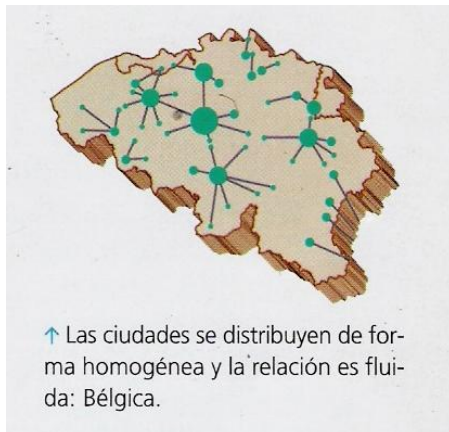 ↑ Las ciudades se distribuyen de for-
ma homogénea y la relación es flui-
da: Bélgica.